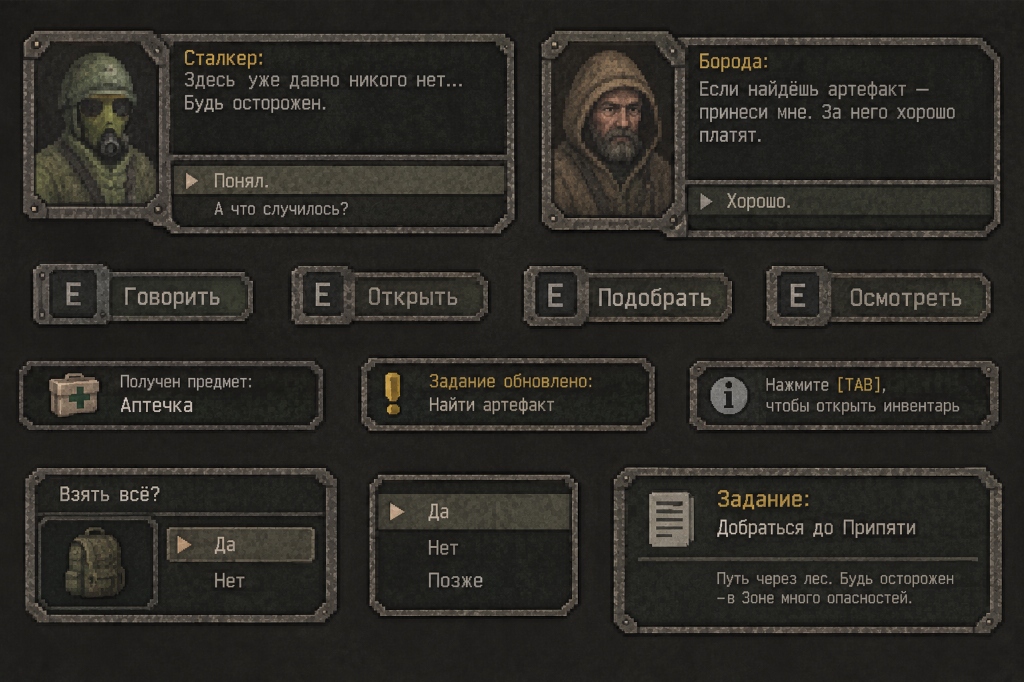 Сталкер:
Здесь уже давно никого нет...
Будь осторожен.
Понял.
А что случилось?
Борода:
Если найдёшь артефакт —
принеси мне. За него хорошо
платят.
Хорошо.
E Говорить
E Открыть
E Подобрать
E Осмотреть
Получен предмет:
Аптечка
Задание обновлено:
Найти артефакт
Нажмите [TAB],
чтобы открыть инвентарь
Взять всё?
Да
Нет
Да
Нет
Позже
Задание:
Добраться до Припяти
Путь через лес. Будь осторожен
—в Зоне много опасностей.